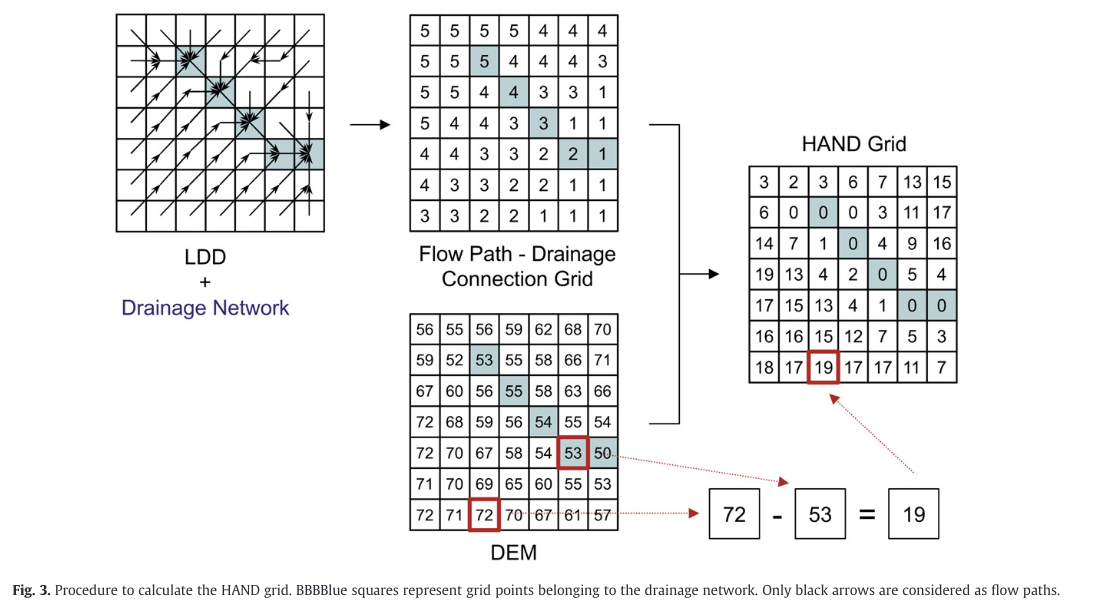 5 5 5 5 4 4 4
5 5 5 4 4 4 3
5 5 4 4 3 3 1
5 4 4 3 3 1 1
4 4 3 3 2 2 1
4 3 3 2 2 1 1
3 3 2 2 1 1 1
LDD
+
Drainage Network
Flow Path - Drainage
Connection Grid
56 55 56 59 62 68 70
59 52 53 55 58 66 71
67 60 56 55 58 63 66
72 68 59 56 54 55 54
72 70 67 58 54 53 50
71 70 69 65 60 55 53
72 71 72 70 67 61 57
DEM
HAND Grid
3 2 3 6 7 13 15
6 0 0 0 3 11 17
14 7 1 0 4 9 16
19 13 4 2 0 5 4
17 15 13 4 1 0 0
16 16 15 12 7 5 3
18 17 19 17 17 11 7
72 - 53 = 19
Fig. 3. Procedure to calculate the HAND grid. BBBBlue squares represent grid points belonging to the drainage network. Only black arrows are considered as flow paths.